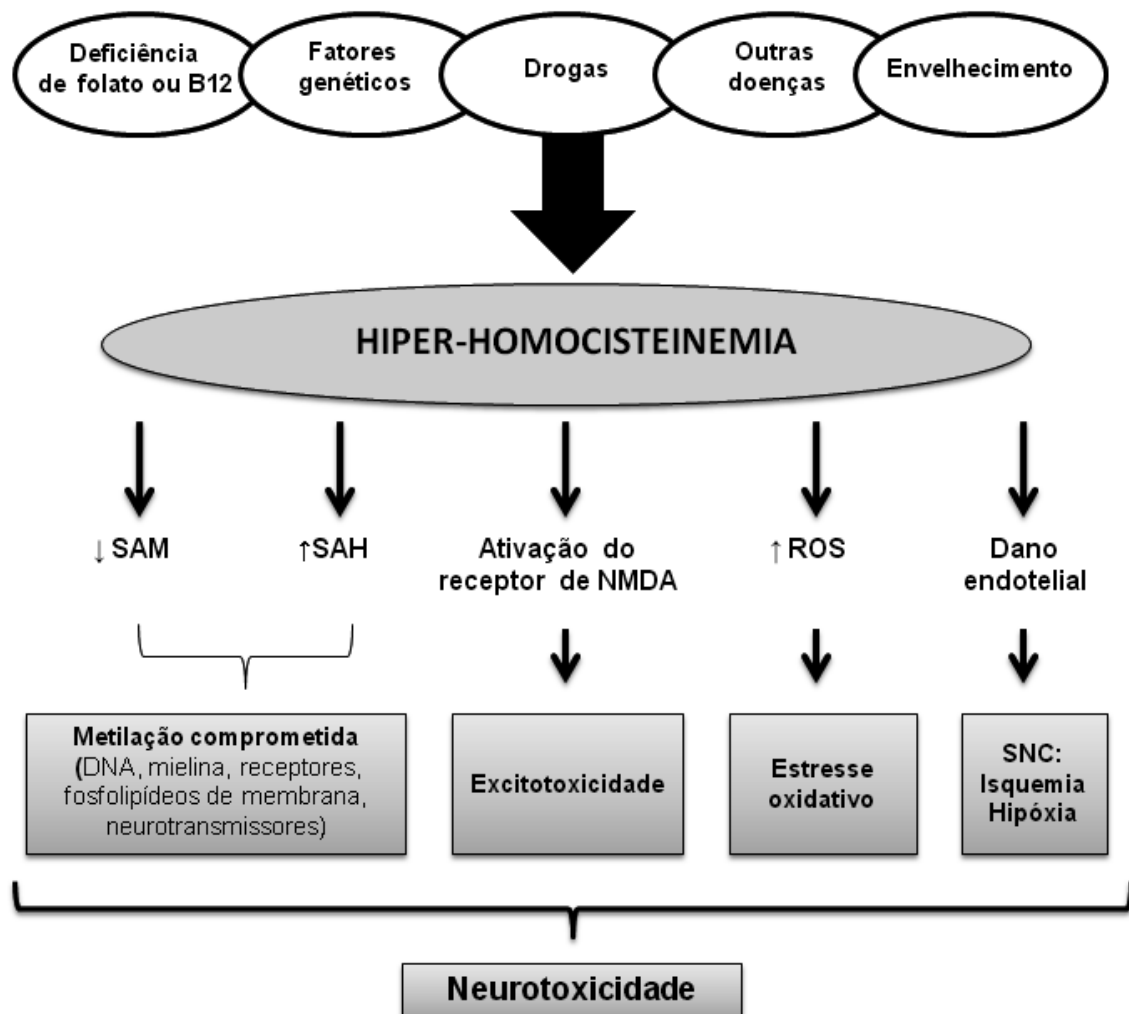 Deficiência
de folato ou B12
Fatores
genéticos
Drogas
Outras
doenças
Envelhecimento
HIPER-HOMOCISTEINEMIA
↓ SAM
↑SAH
Ativação do
receptor de NMDA
↑ ROS
Dano
endotelial
Metilação comprometida
(DNA, mielina, receptores,
fosfolipídeos de membrana,
neurotransmissores)
Excitotoxicidade
Estresse
oxidativo
SNC:
Isquemia
Hipóxia
Neurotoxicidade